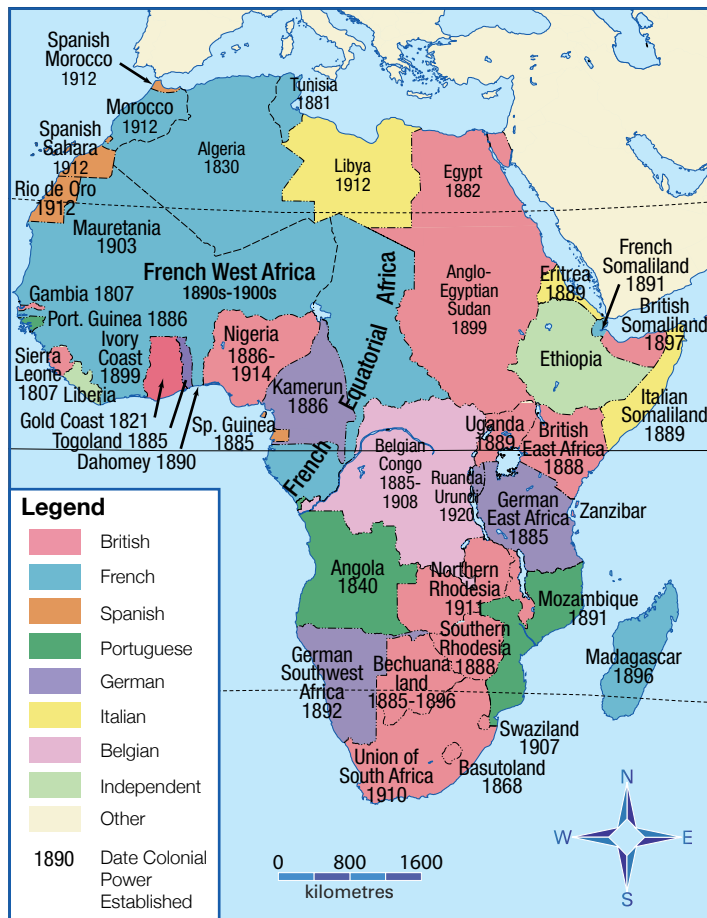 Spanish
Morocco
1912
Morocco
1912
Tunisia
1881
Spanish
Sahara
1912
Algeria
1830
Libya
1912
Egypt
1882
Rio de Oro
1912
Mauretania
1903
French West Africa
1890s-1900s
French Equatorial Africa
Anglo-
Egyptian
Sudan
1899
Eritrea
1889
French
Somaliland
1891
British
Somaliland
1897
Gambia 1807
Port. Guinea 1886
Ivory
Coast
1899
Nigeria
1886-
1914
Ethiopia
Sierra
Leone
1807
Liberia
Kamerun
1886
Italian
Somaliland
1889
Gold Coast 1821
Togoland 1885
Dahomey 1890
Sp. Guinea
1885
Uganda
1889
British
East Africa
1888
Belgian
Congo
1885-
1908
Ruanda
Urundi
1920
German
East Africa
1885
Zanzibar
Angola
1840
Northern
Rhodesia
1911
Mozambique
1891
Southern
Rhodesia
1888
Madagascar
1896
German
Southwest
Africa
1892
Bechuana
land
1885-1896
Swaziland
1907
Union of
South Africa
1910
Basutoland
1868
Legend
British
French
Spanish
Portuguese
German
Italian
Belgian
Independent
Other
1890 Date Colonial
Power
Established
0 800 1600
kilometres
N
W E
S